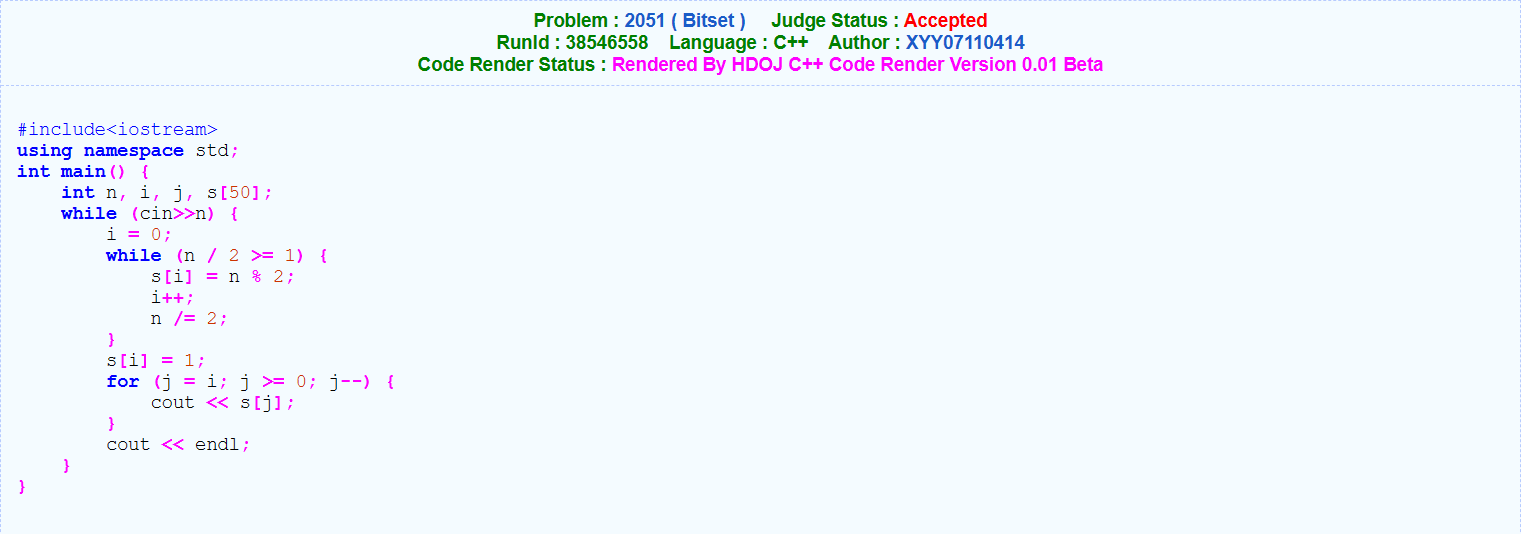 Problem : 2051 ( Bitset )     Judge Status : Accepted
RunId : 38546558    Language : C++    Author : XYY07110414
Code Render Status : Rendered By HDOJ C++ Code Render Version 0.01 Beta
#include<iostream>
using namespace std;
int main() {
    int n, i, j, s[50];
    while (cin>>n) {
        i = 0;
        while (n / 2 >= 1) {
            s[i] = n % 2;
            i++;
            n /= 2;
        }
        s[i] = 1;
        for (j = i; j >= 0; j--) {
            cout << s[j];
        }
        cout << endl;
    }
}